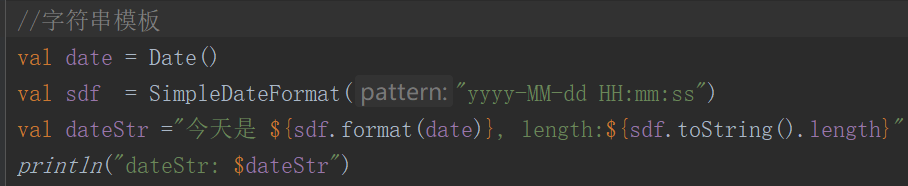 //字符串模板
val date = Date()
val sdf  = SimpleDateFormat( pattern: "yyyy-MM-dd HH:mm:ss")
val dateStr ="今天是 ${sdf.format(date)}, length:${sdf.toString().length}"
println("dateStr: $dateStr")